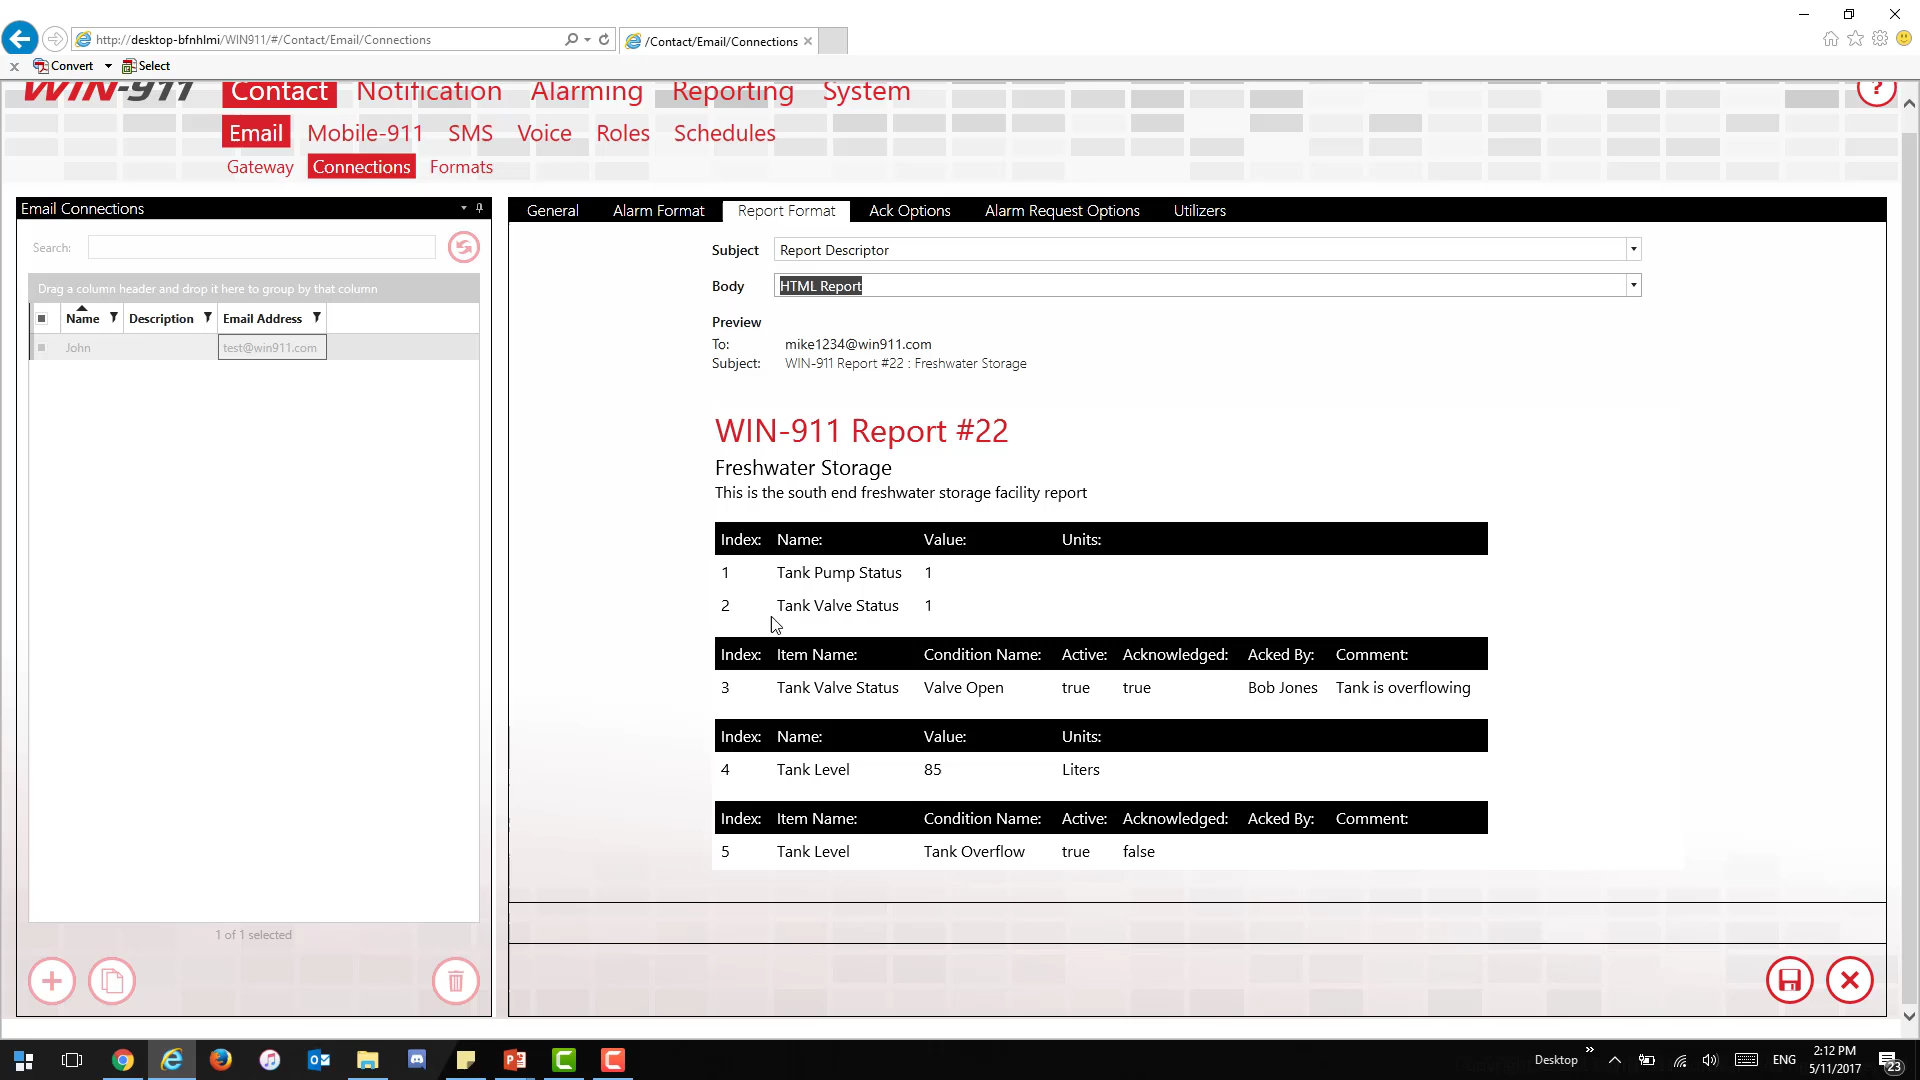 http://desktop-bfnhlmi/WIN911/#/Contact/Email/Connections
/Contact/Email/Connections
Convert
Select
WIN-911 Contact Notification Alarming Reporting System ?
Email Mobile-911 SMS Voice Roles Schedules
Gateway Connections Formats
Email Connections
Search:
Drag a column header and drop it here to group by that column
Name Description Email Address
John test@win911.com
1 of 1 selected
General Alarm Format Report Format Ack Options Alarm Request Options Utilizers
Subject Report Descriptor
Body HTML Report
Preview
To: mike1234@win911.com
Subject: WIN-911 Report #22 : Freshwater Storage
WIN-911 Report #22
Freshwater Storage
This is the south end freshwater storage facility report
Index: Name: Value: Units:
1 Tank Pump Status 1
2 Tank Valve Status 1
Index: Item Name: Condition Name: Active: Acknowledged: Acked By: Comment:
3 Tank Valve Status Valve Open true true Bob Jones Tank is overflowing
Index: Name: Value: Units:
4 Tank Level 85 Liters
Index: Item Name: Condition Name: Active: Acknowledged: Acked By: Comment:
5 Tank Level Tank Overflow true false
Desktop » ENG 2:12 PM
5/11/2017 23